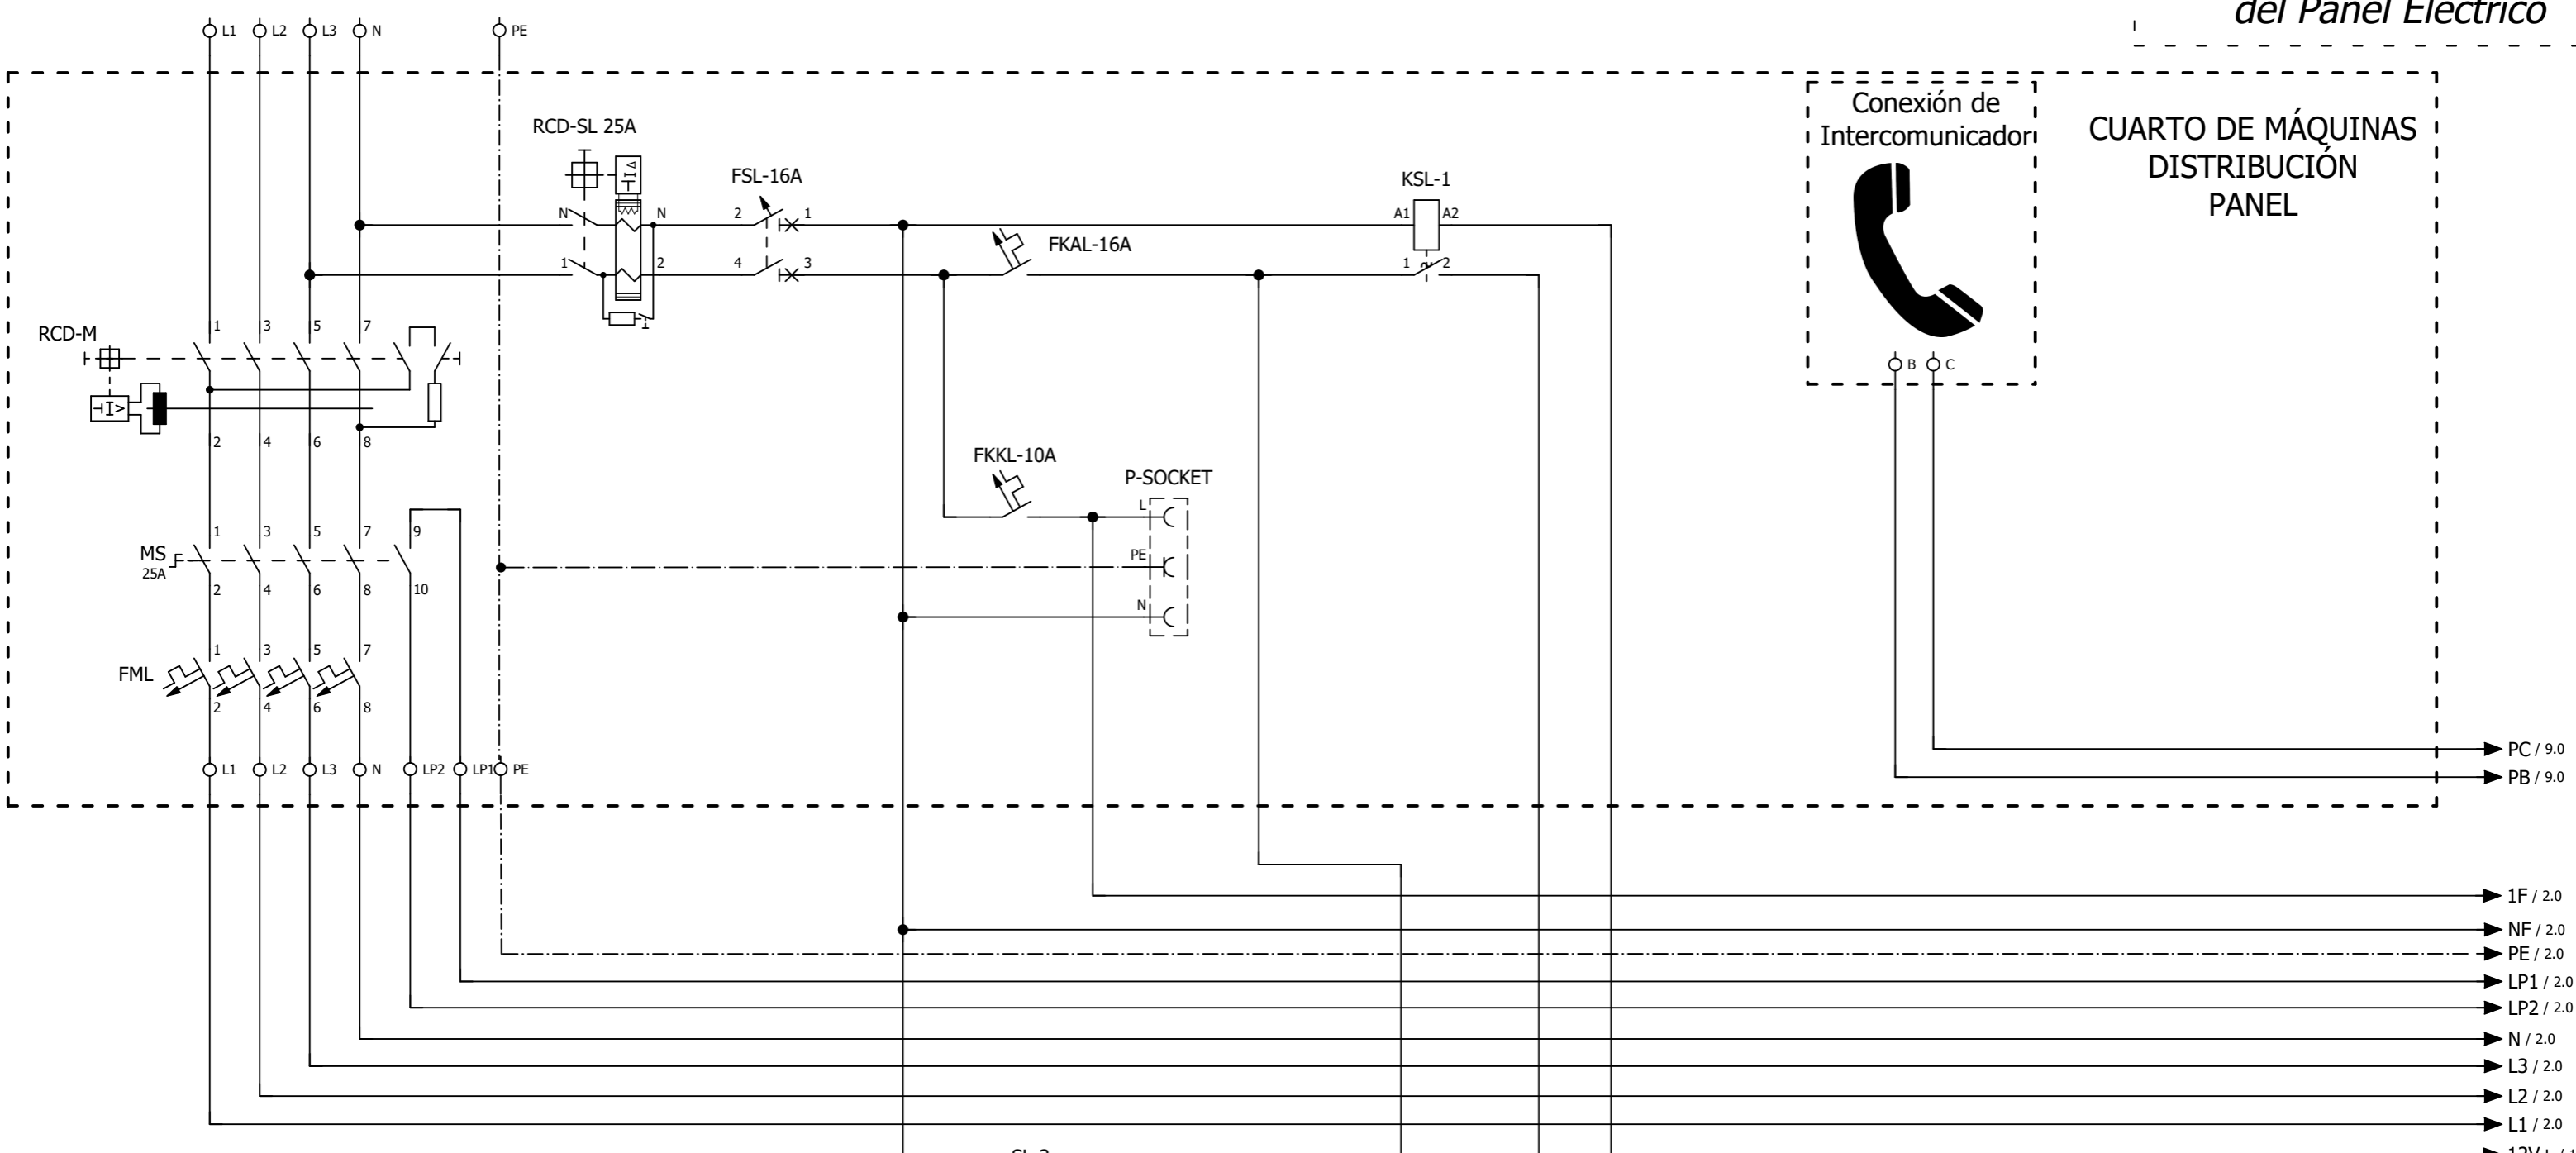 del Panel Eléctrico
L1 L2 L3 N PE
Conexión de
Intercomunicador
CUARTO DE MÁQUINAS
DISTRIBUCIÓN
PANEL
RCD-SL 25A
FSL-16A
KSL-1
N N 2 1 A1 A2
FKAL-16A
1 2 4 3 1 2
RCD-M
1 3 5 7
B C
2 4 6 8
FKKL-10A
P-SOCKET
L
1 3 5 7 9
MS
25A
PE
2 4 6 8 10
N
1 3 5 7
FML
2 4 6 8
PC / 9.0
L1 L2 L3 N LP2 LP1 PE
PB / 9.0
1F / 2.0
NF / 2.0
PE / 2.0
LP1 / 2.0
LP2 / 2.0
N / 2.0
L3 / 2.0
L2 / 2.0
L1 / 2.0